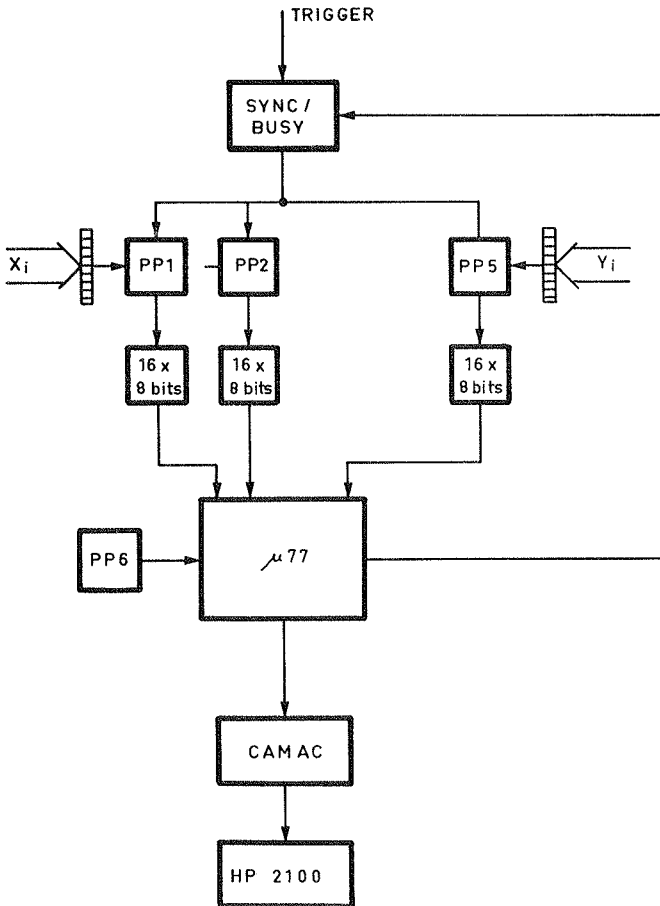 TRIGGER
SYNC/
BUSY
Xi
PP1
PP2
PP5
Yi
16 x
8 bits
16 x
8 bits
16 x
8 bits
PP6
μ77
CAMAC
HP 2100